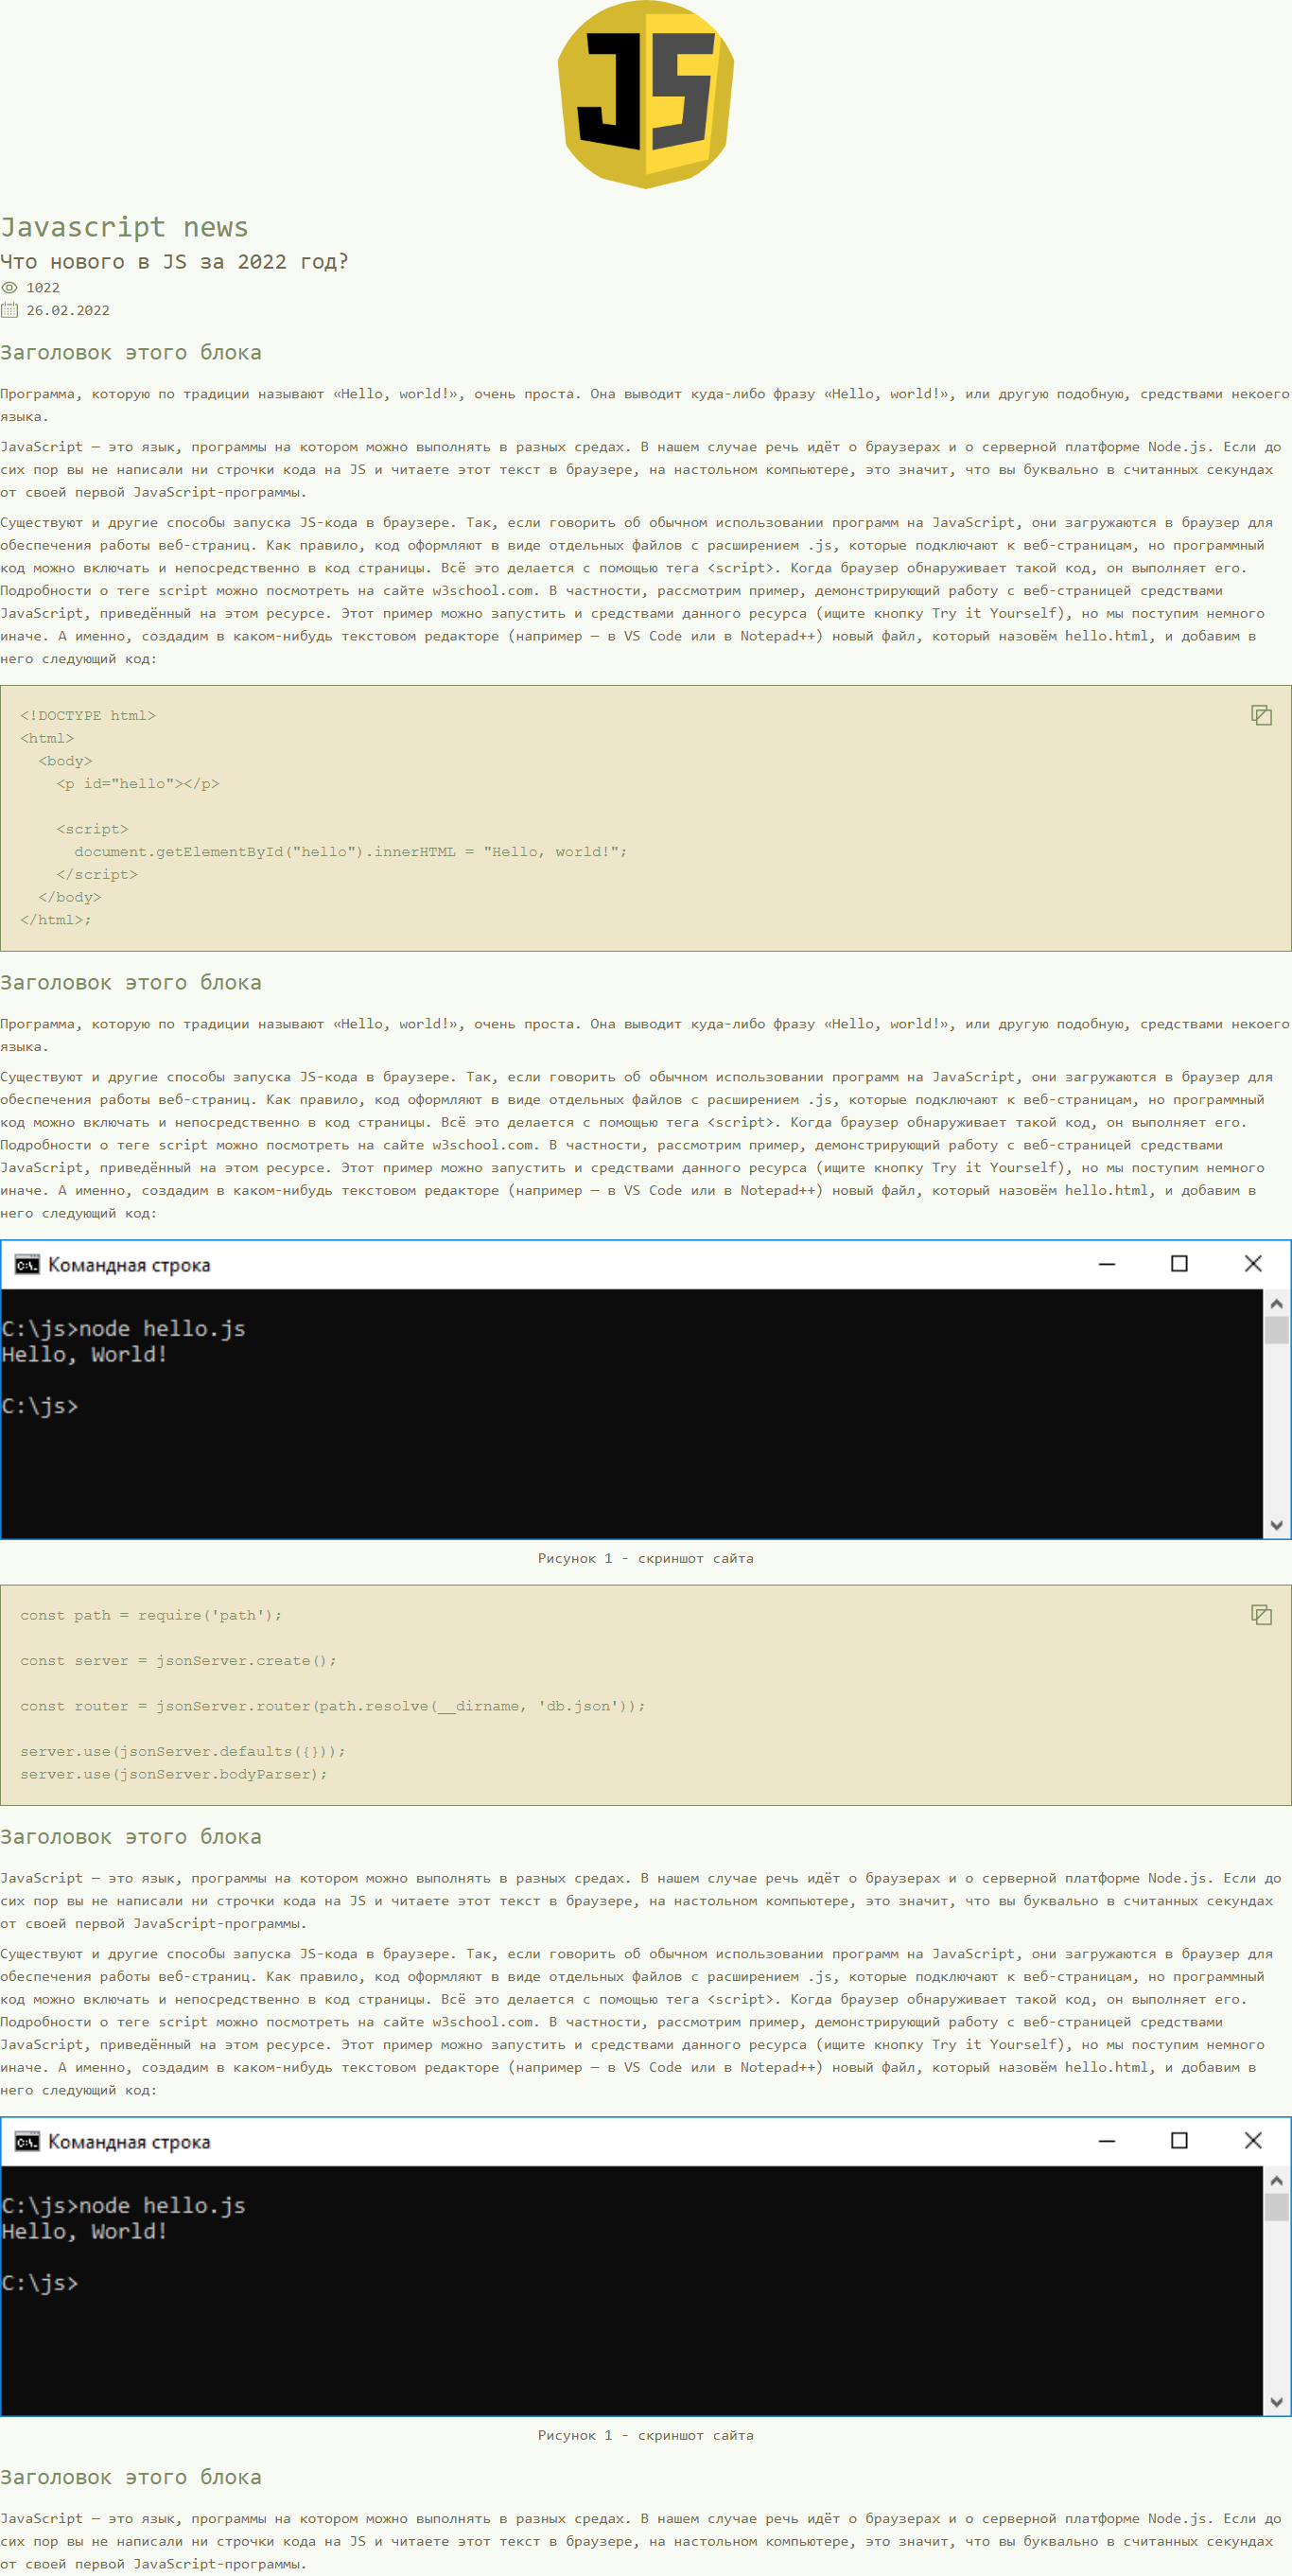 JS
Javascript news
Что нового в JS за 2022 год?
1022
26.02.2022
Заголовок этого блока
Программа, которую по традиции называют «Hello, world!», очень проста. Она выводит куда-либо фразу «Hello, world!», или другую подобную, средствами некоего
языка.
JavaScript — это язык, программы на котором можно выполнять в разных средах. В нашем случае речь идёт о браузерах и о серверной платформе Node.js. Если до
сих пор вы не написали ни строчки кода на JS и читаете этот текст в браузере, на настольном компьютере, это значит, что вы буквально в считанных секундах
от своей первой JavaScript-программы.
Существуют и другие способы запуска JS-кода в браузере. Так, если говорить об обычном использовании программ на JavaScript, они загружаются в браузер для
обеспечения работы веб-страниц. Как правило, код оформляют в виде отдельных файлов с расширением .js, которые подключают к веб-страницам, но программный
код можно включать и непосредственно в код страницы. Всё это делается с помощью тега <script>. Когда браузер обнаруживает такой код, он выполняет его.
Подробности о теге script можно посмотреть на сайте w3school.com. В частности, рассмотрим пример, демонстрирующий работу с веб-страницей средствами
JavaScript, приведённый на этом ресурсе. Этот пример можно запустить и средствами данного ресурса (ищите кнопку Try it Yourself), но мы поступим немного
иначе. А именно, создадим в каком-нибудь текстовом редакторе (например — в VS Code или в Notepad++) новый файл, который назовём hello.html, и добавим в
него следующий код:
<!DOCTYPE html>
<html>
  <body>
    <p id="hello"></p>

    <script>
      document.getElementById("hello").innerHTML = "Hello, world!";
    </script>
  </body>
</html>;
Заголовок этого блока
Программа, которую по традиции называют «Hello, world!», очень проста. Она выводит куда-либо фразу «Hello, world!», или другую подобную, средствами некоего
языка.
Существуют и другие способы запуска JS-кода в браузере. Так, если говорить об обычном использовании программ на JavaScript, они загружаются в браузер для
обеспечения работы веб-страниц. Как правило, код оформляют в виде отдельных файлов с расширением .js, которые подключают к веб-страницам, но программный
код можно включать и непосредственно в код страницы. Всё это делается с помощью тега <script>. Когда браузер обнаруживает такой код, он выполняет его.
Подробности о теге script можно посмотреть на сайте w3school.com. В частности, рассмотрим пример, демонстрирующий работу с веб-страницей средствами
JavaScript, приведённый на этом ресурсе. Этот пример можно запустить и средствами данного ресурса (ищите кнопку Try it Yourself), но мы поступим немного
иначе. А именно, создадим в каком-нибудь текстовом редакторе (например — в VS Code или в Notepad++) новый файл, который назовём hello.html, и добавим в
него следующий код:
C:\. Командная строка
C:\js>node hello.js
Hello, World!
C:\js>
Рисунок 1 - скриншот сайта
const path = require('path');

const server = jsonServer.create();

const router = jsonServer.router(path.resolve(__dirname, 'db.json'));

server.use(jsonServer.defaults({}));
server.use(jsonServer.bodyParser);
Заголовок этого блока
JavaScript — это язык, программы на котором можно выполнять в разных средах. В нашем случае речь идёт о браузерах и о серверной платформе Node.js. Если до
сих пор вы не написали ни строчки кода на JS и читаете этот текст в браузере, на настольном компьютере, это значит, что вы буквально в считанных секундах
от своей первой JavaScript-программы.
Существуют и другие способы запуска JS-кода в браузере. Так, если говорить об обычном использовании программ на JavaScript, они загружаются в браузер для
обеспечения работы веб-страниц. Как правило, код оформляют в виде отдельных файлов с расширением .js, которые подключают к веб-страницам, но программный
код можно включать и непосредственно в код страницы. Всё это делается с помощью тега <script>. Когда браузер обнаруживает такой код, он выполняет его.
Подробности о теге script можно посмотреть на сайте w3school.com. В частности, рассмотрим пример, демонстрирующий работу с веб-страницей средствами
JavaScript, приведённый на этом ресурсе. Этот пример можно запустить и средствами данного ресурса (ищите кнопку Try it Yourself), но мы поступим немного
иначе. А именно, создадим в каком-нибудь текстовом редакторе (например — в VS Code или в Notepad++) новый файл, который назовём hello.html, и добавим в
него следующий код:
C:\. Командная строка
C:\js>node hello.js
Hello, World!
C:\js>
Рисунок 1 - скриншот сайта
Заголовок этого блока
JavaScript — это язык, программы на котором можно выполнять в разных средах. В нашем случае речь идёт о браузерах и о серверной платформе Node.js. Если до
сих пор вы не написали ни строчки кода на JS и читаете этот текст в браузере, на настольном компьютере, это значит, что вы буквально в считанных секундах
от своей первой JavaScript-программы.